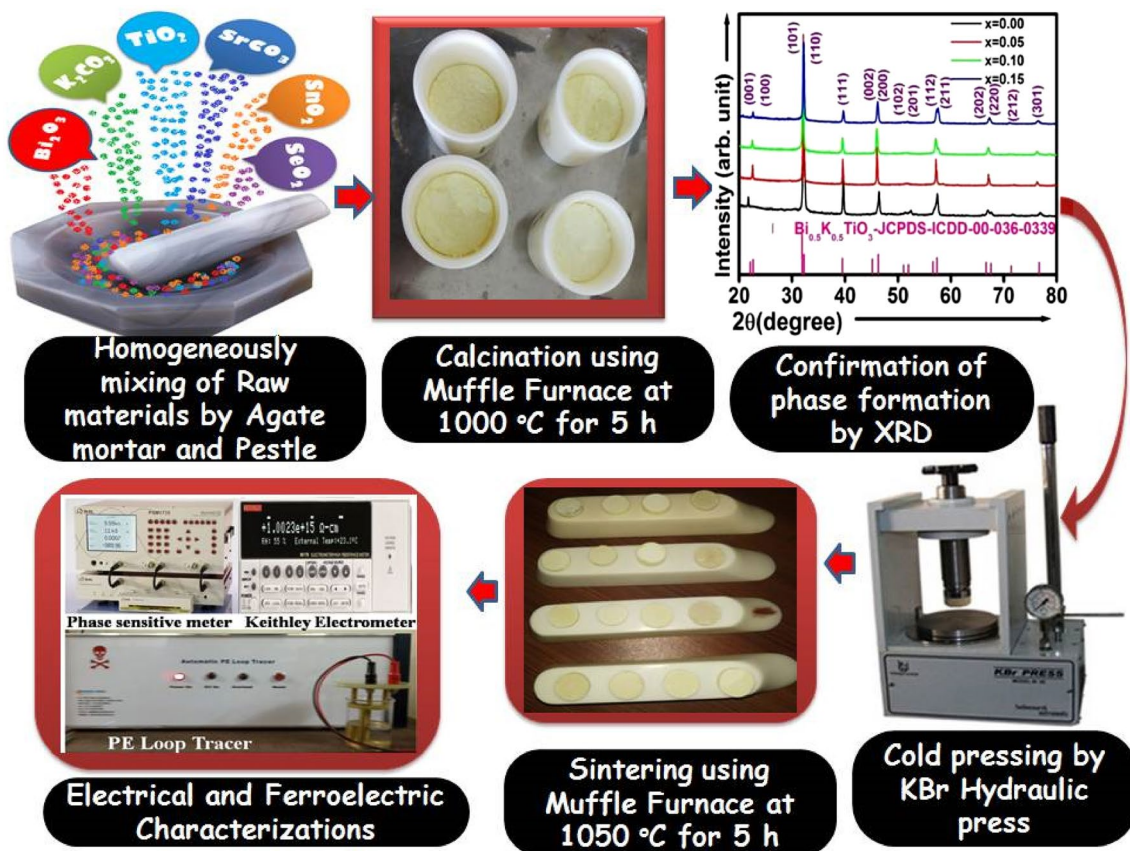 Bi2O3
K2CO3
TiO2
SrCO3
SnO2
SeO2
Homogeneously
mixing of Raw
materials by Agate
mortar and Pestle
Calcination using
Muffle Furnace at
1000 °C for 5 h
Intensity (arb. unit)
x=0.00
x=0.05
x=0.10
x=0.15
(001)
(100)
(101)
(110)
(111)
(002)
(200)
(102)
(201)
(112)
(211)
(202)
(220)
(212)
(301)
Bi0.5K0.5TiO3-JCPDS-ICDD-00-036-0339
20 30 40 50 60 70 80
2θ(degree)
Confirmation of
phase formation
by XRD
KBr PRESS
Cold pressing by
KBr Hydraulic
press
Sintering using
Muffle Furnace at
1050 °C for 5 h
+1.0023e+15 Ω-cm
Phase sensitive meter
Keithley Electrometer
Automatic PE Loop Tracer
PE Loop Tracer
Electrical and Ferroelectric
Characterizations